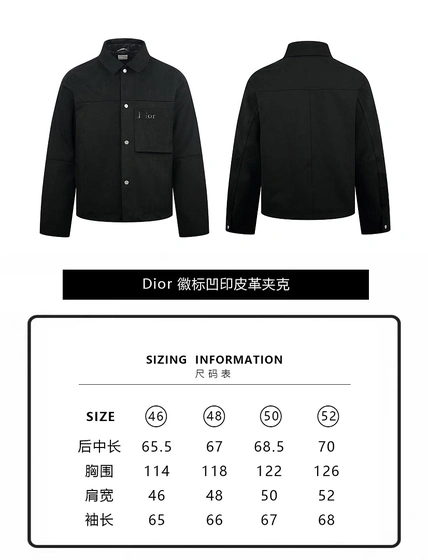 Dior
Dior 徽标凹印皮革夹克
SIZING INFORMATION
尺码表
SIZE 46 48 50 52
后中长 65.5 67 68.5 70
胸围 114 118 122 126
肩宽 46 48 50 52
袖长 65 66 67 68